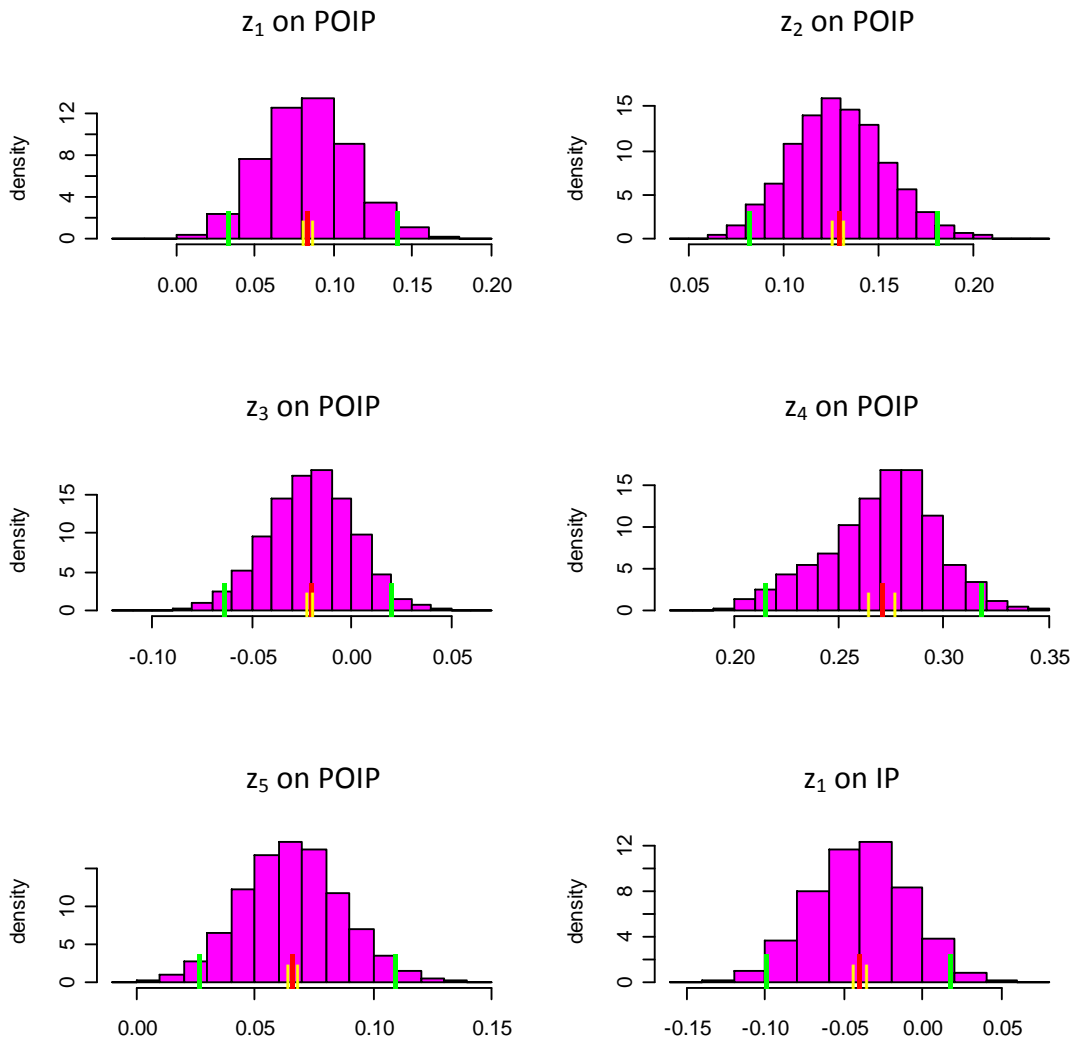 z₁ on POIP
z₂ on POIP
density
0 4 8 12
0.00 0.05 0.10 0.15 0.20
density
0 5 10 15
0.05 0.10 0.15 0.20
z₃ on POIP
z₄ on POIP
density
0 5 10 15
-0.10 -0.05 0.00 0.05
density
0 5 10 15
0.20 0.25 0.30 0.35
z₅ on POIP
z₁ on IP
density
0 5 10
0.00 0.05 0.10 0.15
density
0 4 8 12
-0.15 -0.10 -0.05 0.00 0.05